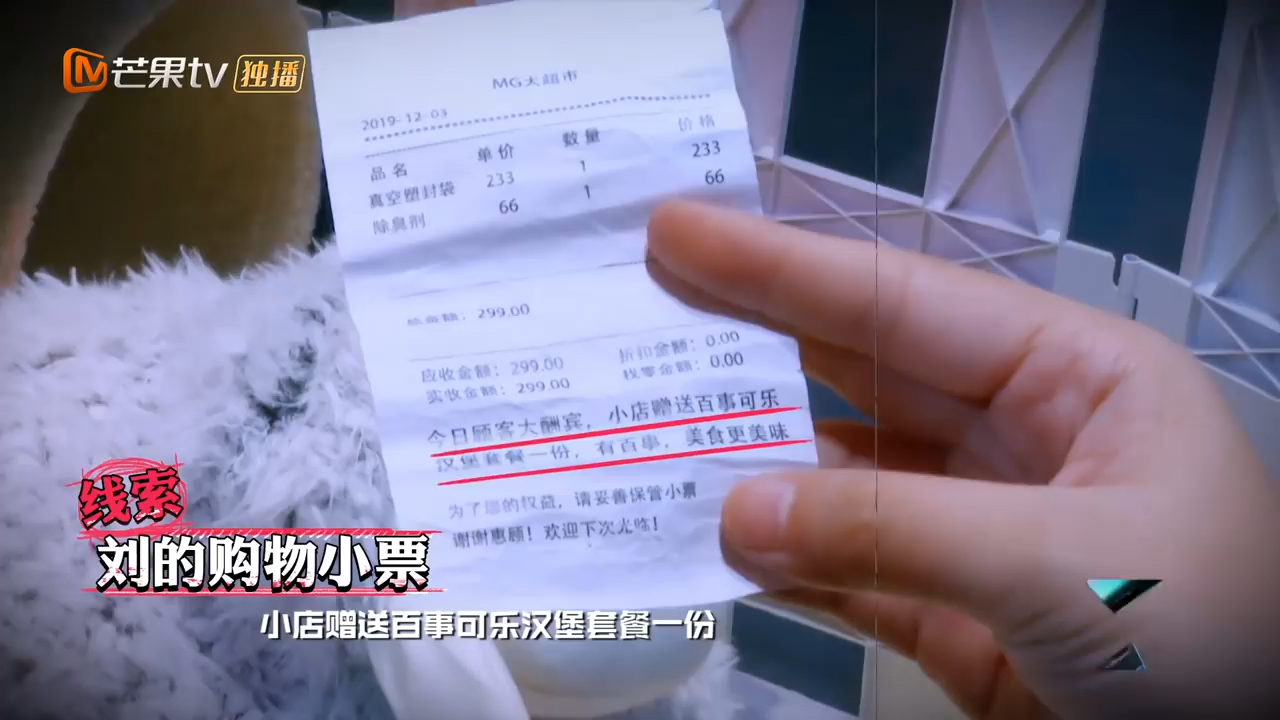 芒果TV 独播
MG大超市
2019-12-03
品名 单价 数量 价格
真空塑封袋 233 1 233
除臭剂 66 1 66
总金额：299.00
应收金额：299.00 折扣金额：0.00
实收金额：299.00 找零金额：0.00
今日顾客大酬宾，小店赠送百事可乐
汉堡套餐一份，有百事，美食更美味
为了您的权益，请妥善保管小票
谢谢惠顾！欢迎下次光临！
线索
刘的购物小票
小店赠送百事可乐汉堡套餐一份